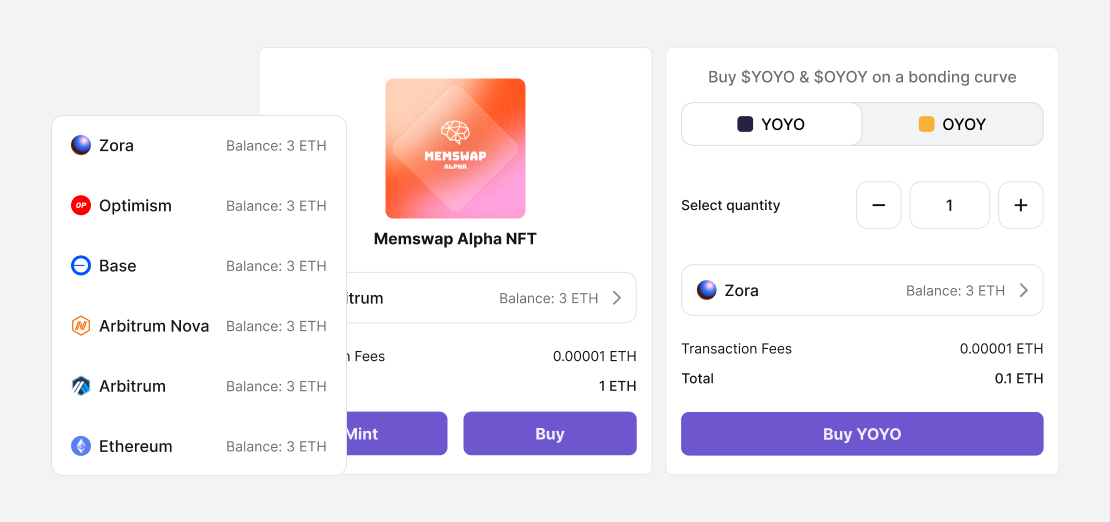 Zora Balance: 3 ETH
OP
Optimism Balance: 3 ETH
Base Balance: 3 ETH
Arbitrum Nova Balance: 3 ETH
Arbitrum Balance: 3 ETH
Ethereum Balance: 3 ETH
MEMSWAP
ALPHA
Memswap Alpha NFT
itrum Balance: 3 ETH
n Fees 0.00001 ETH
1 ETH
Mint Buy
Buy $YOYO & $OYOY on a bonding curve
YOYO OYOY
Select quantity − 1 +
Zora Balance: 3 ETH
Transaction Fees 0.00001 ETH
Total 0.1 ETH
Buy YOYO